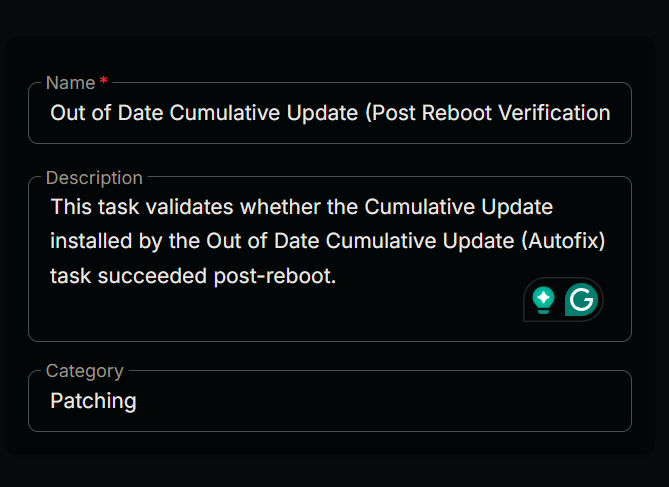 Name *
Out of Date Cumulative Update (Post Reboot Verification
Description
This task validates whether the Cumulative Update
installed by the Out of Date Cumulative Update (Autofix)
task succeeded post-reboot.
G
Category
Patching